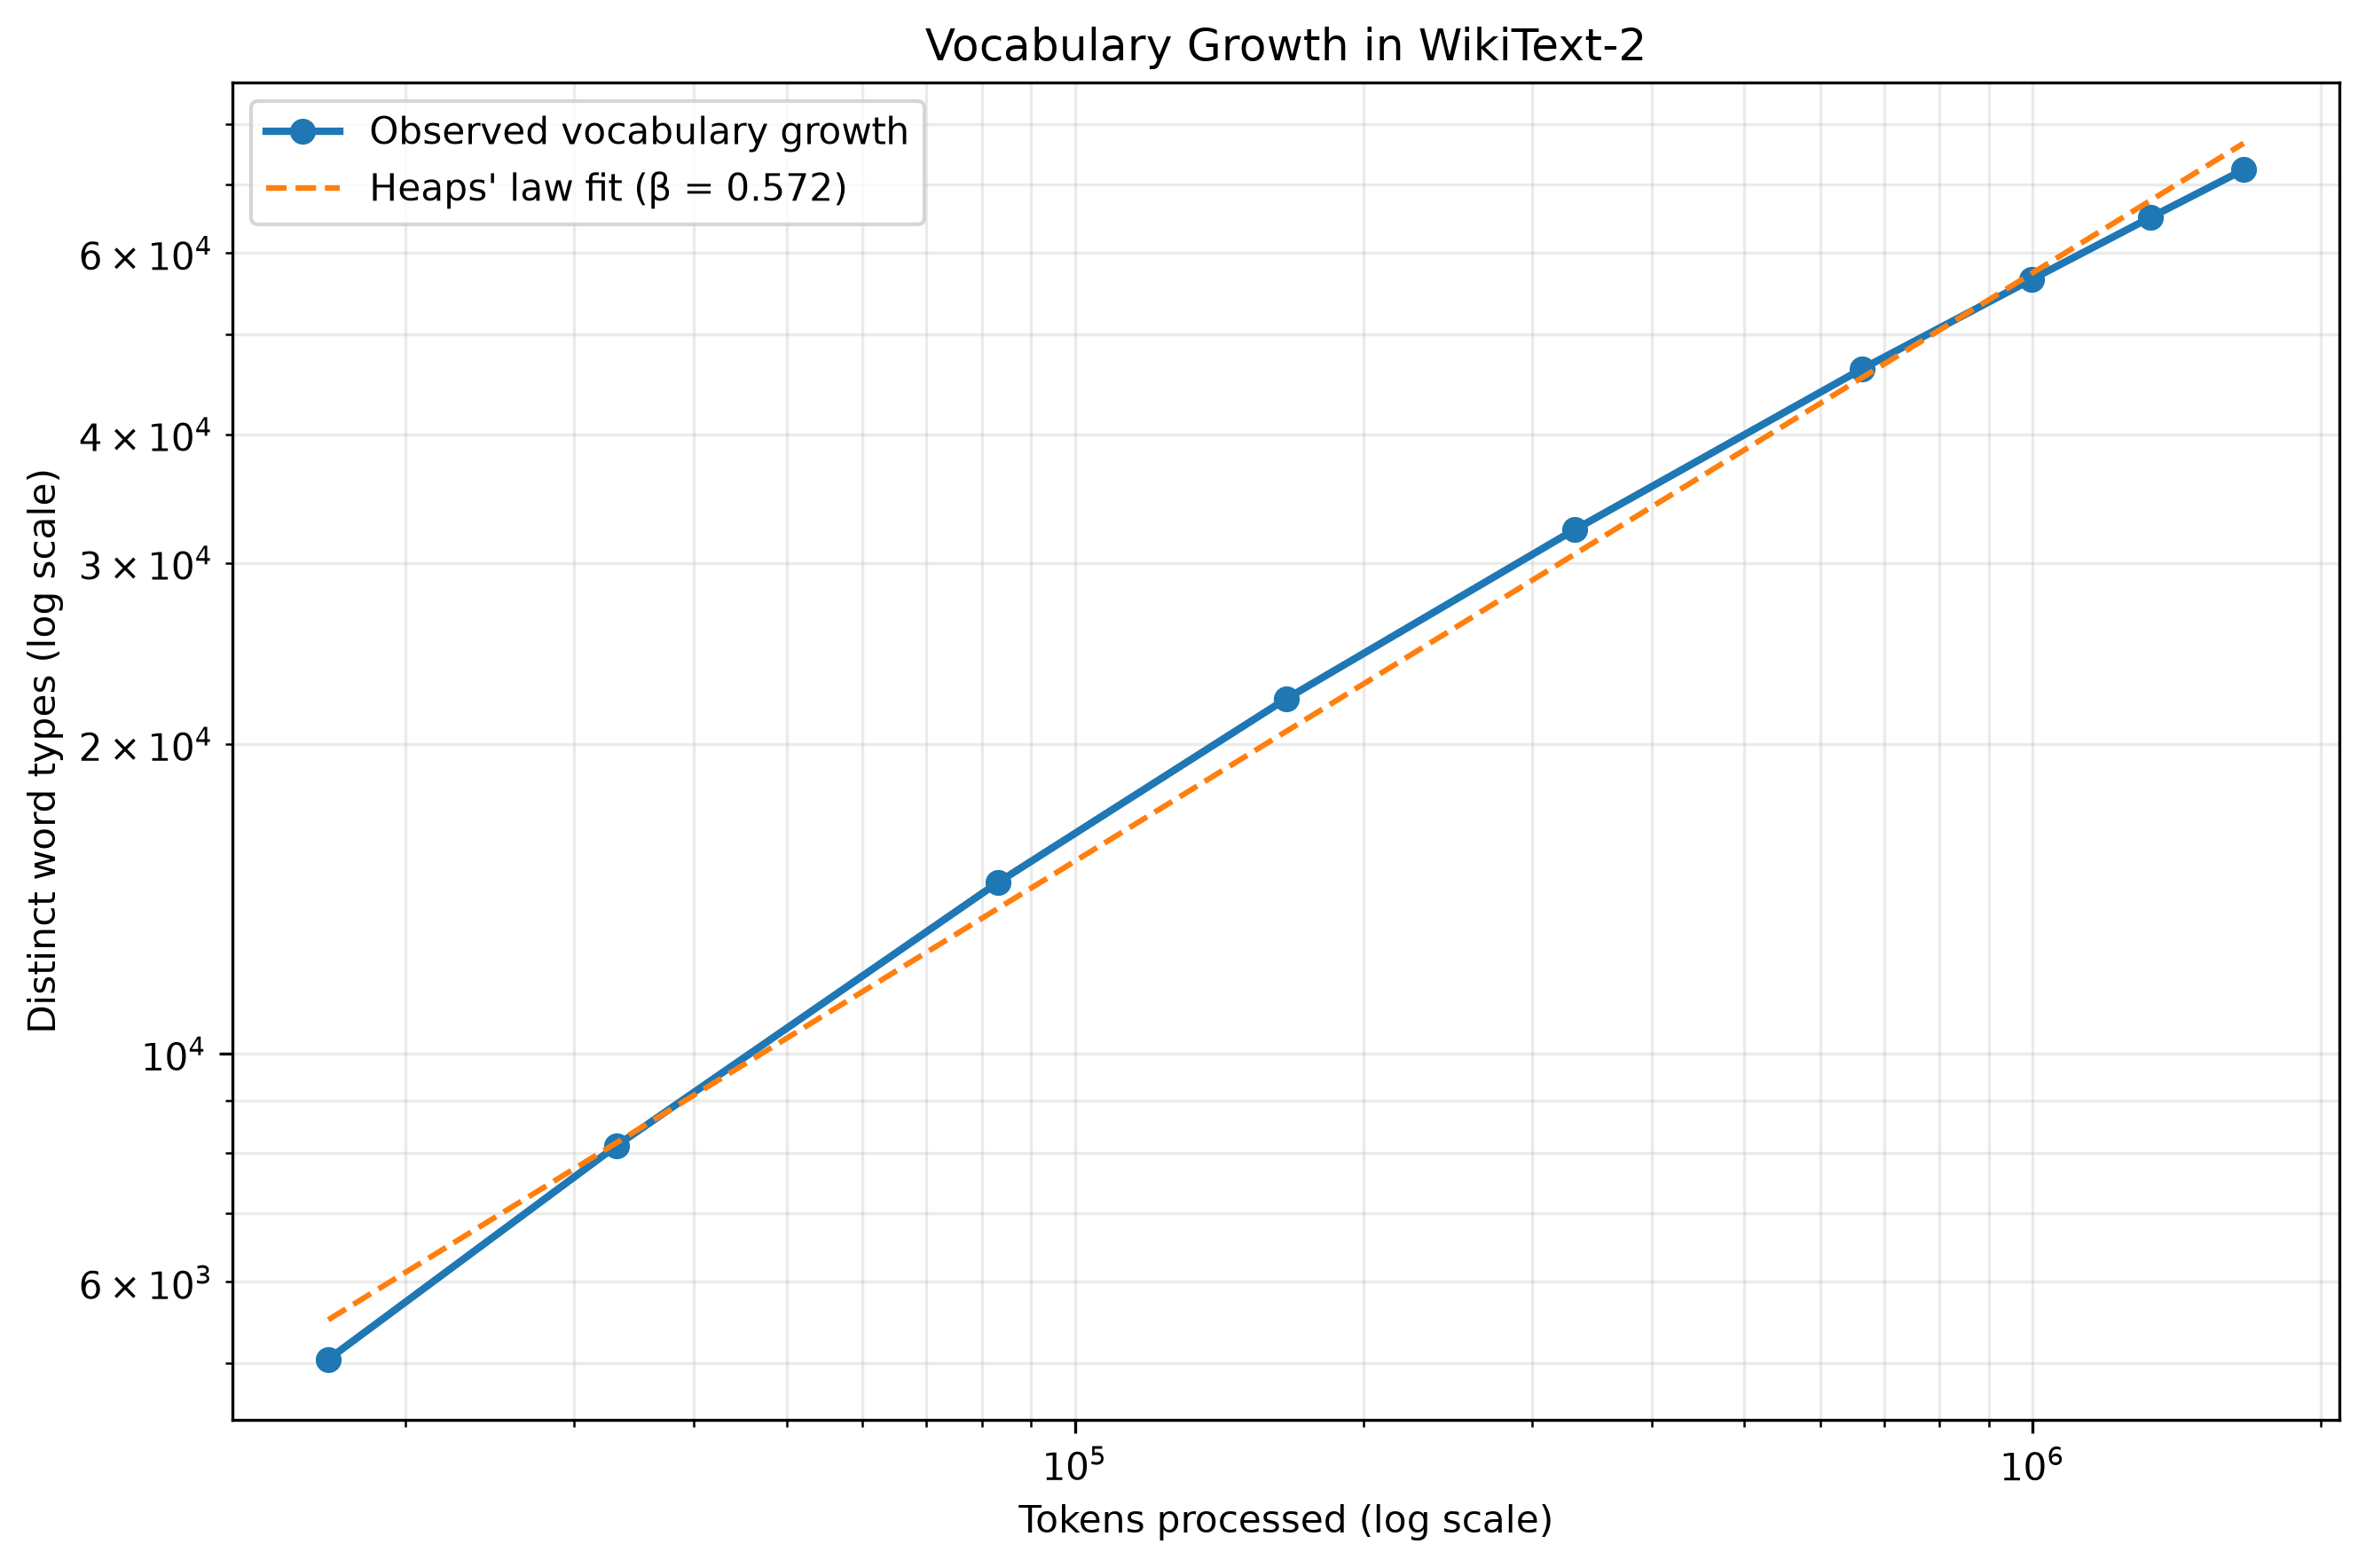 Vocabulary Growth in WikiText-2
Observed vocabulary growth
Heaps' law fit (β = 0.572)
Distinct word types (log scale)
6×10⁴
4×10⁴
3×10⁴
2×10⁴
10⁴
6×10³
10⁵ 10⁶
Tokens processed (log scale)